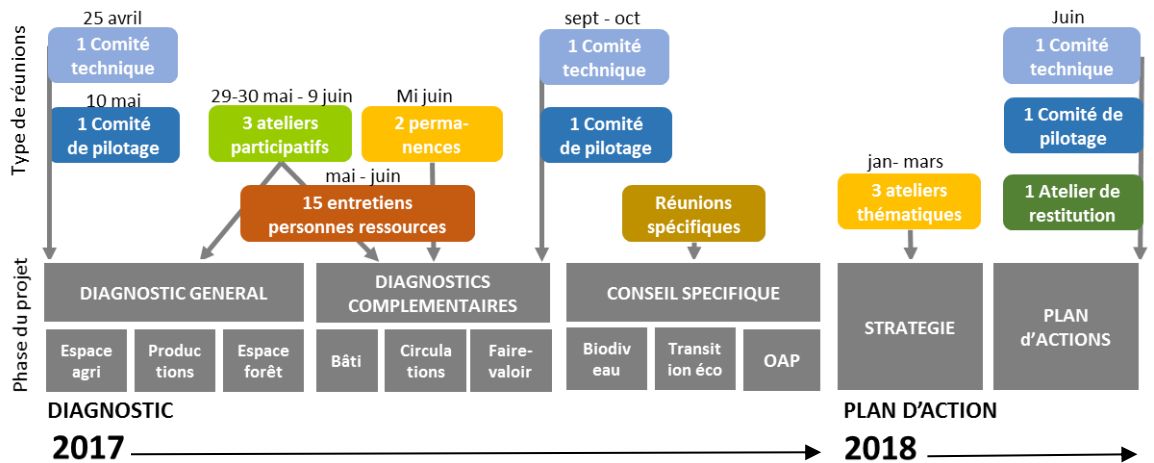 25 avril
1 Comité
technique
10 mai
1 Comité
de pilotage
29-30 mai - 9 juin
3 ateliers
participatifs
Mi juin
2 perma-
nences
mai - juin
15 entretiens
personnes ressources
sept - oct
1 Comité
technique
1 Comité
de pilotage
Réunions
spécifiques
jan- mars
3 ateliers
thématiques
Juin
1 Comité
technique
1 Comité de
pilotage
1 Atelier de
restitution
Type de réunions
Phase du projet
DIAGNOSTIC GENERAL
DIAGNOSTICS
COMPLEMENTAIRES
CONSEIL SPECIFIQUE
STRATEGIE
PLAN
d'ACTIONS
Espace
agri
Produc
tions
Espace
forêt
Bâti
Circula
tions
Faire-
valoir
Biodiv
eau
Transit
ion éco
OAP
DIAGNOSTIC
PLAN D'ACTION
2017
2018